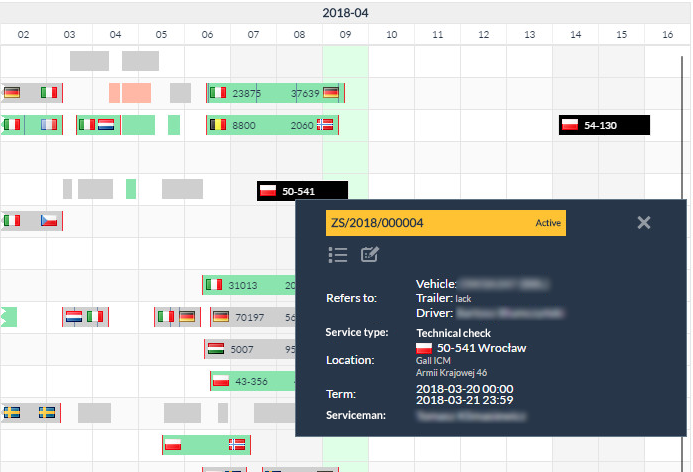 2018-04
02 03 04 05 06 07 08 09 10 11 12 13 14 15 16
23875 37639
8800 2060
54-130
50-541
ZS/2018/000004 Active
Refers to:
Vehicle:
Trailer: lack
Driver:
Service type: Technical check
Location:
50-541 Wrocław
Gall ICM
Armii Krajowej 46
Term:
2018-03-20 00:00
2018-03-21 23:59
Serviceman:
31013 20
70197 56
5007 95
43-356